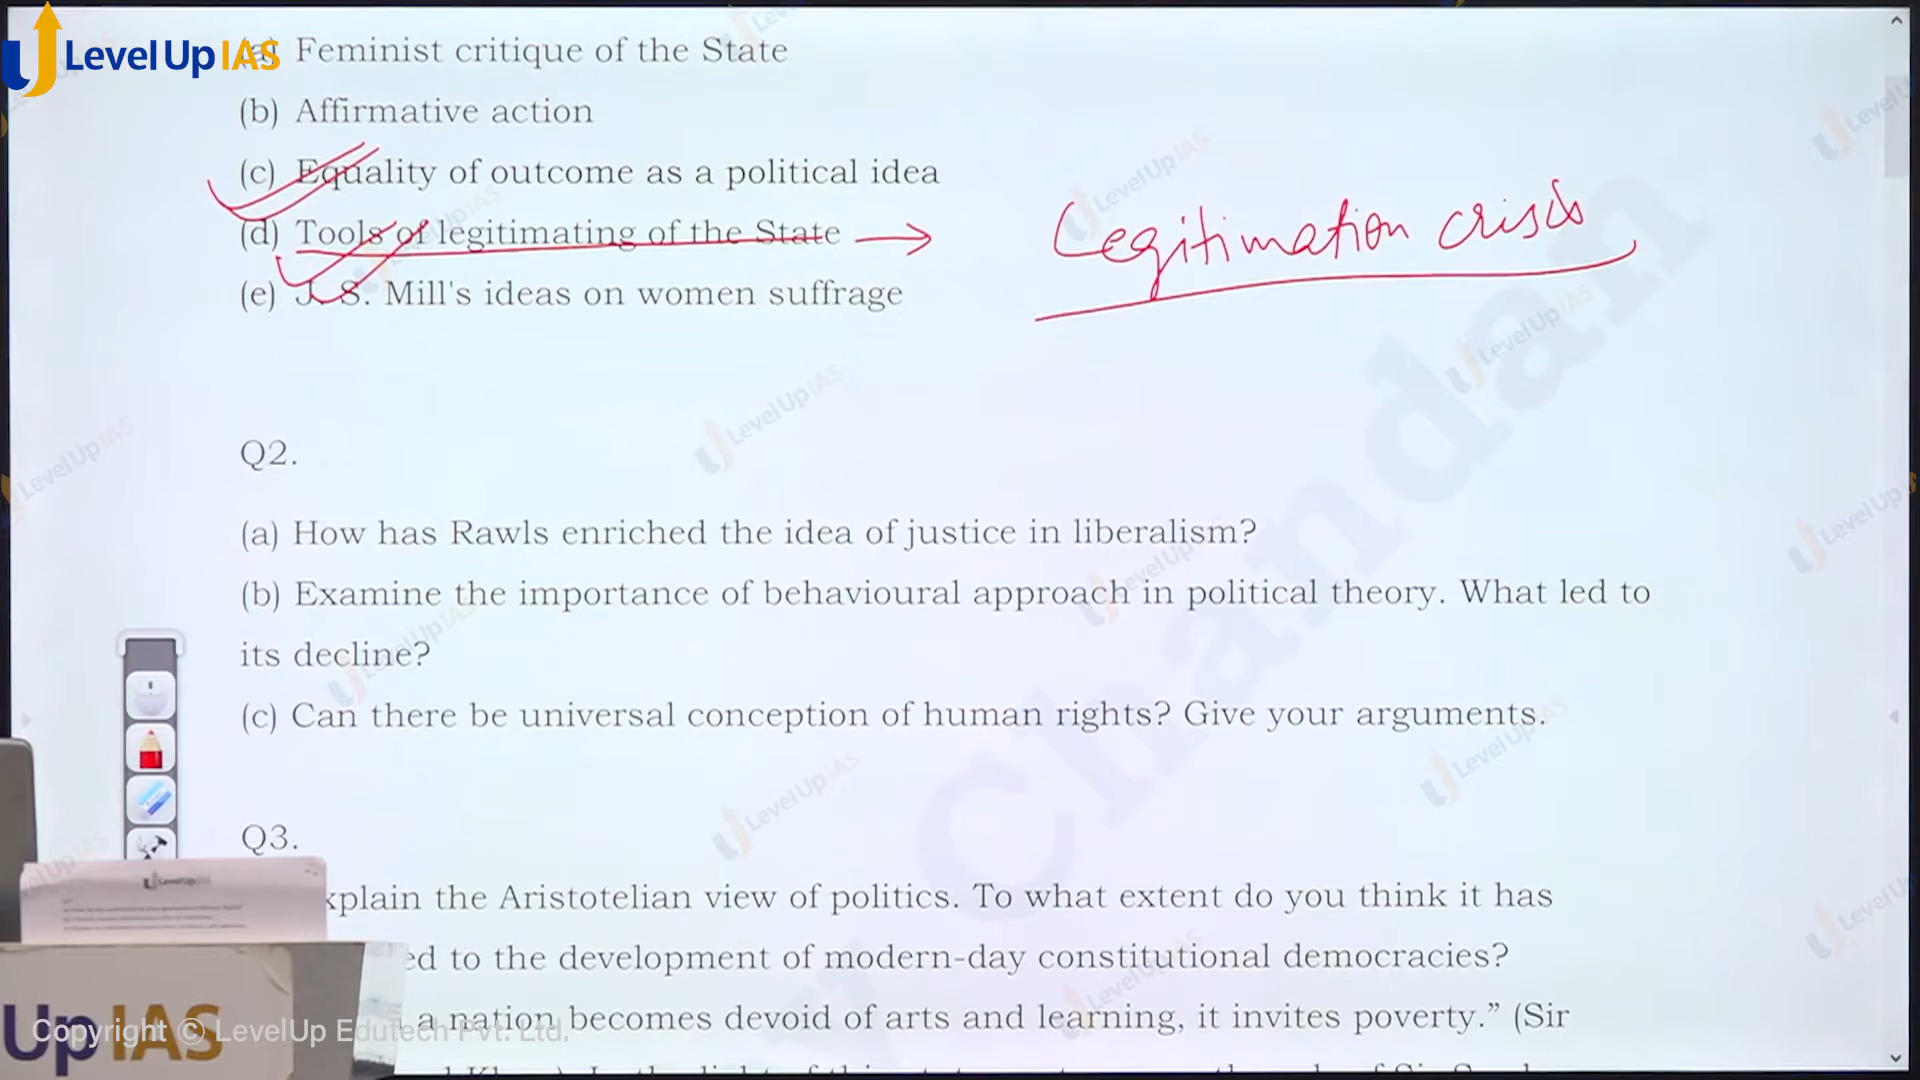 LevelUp IAS
(a) Feminist critique of the State
(b) Affirmative action
(c) Equality of outcome as a political idea
(d) Tools of legitimating of the State
Legitimation crisis
(e) J. S. Mill's ideas on women suffrage
Q2.
(a) How has Rawls enriched the idea of justice in liberalism?
(b) Examine the importance of behavioural approach in political theory. What led to
its decline?
(c) Can there be universal conception of human rights? Give your arguments.
Q3.
xplain the Aristotelian view of politics. To what extent do you think it has
ed to the development of modern-day constitutional democracies?
a nation becomes devoid of arts and learning, it invites poverty.” (Sir
Up IAS
Copyright © LevelUp Edutech Pvt. Ltd.
Chandan